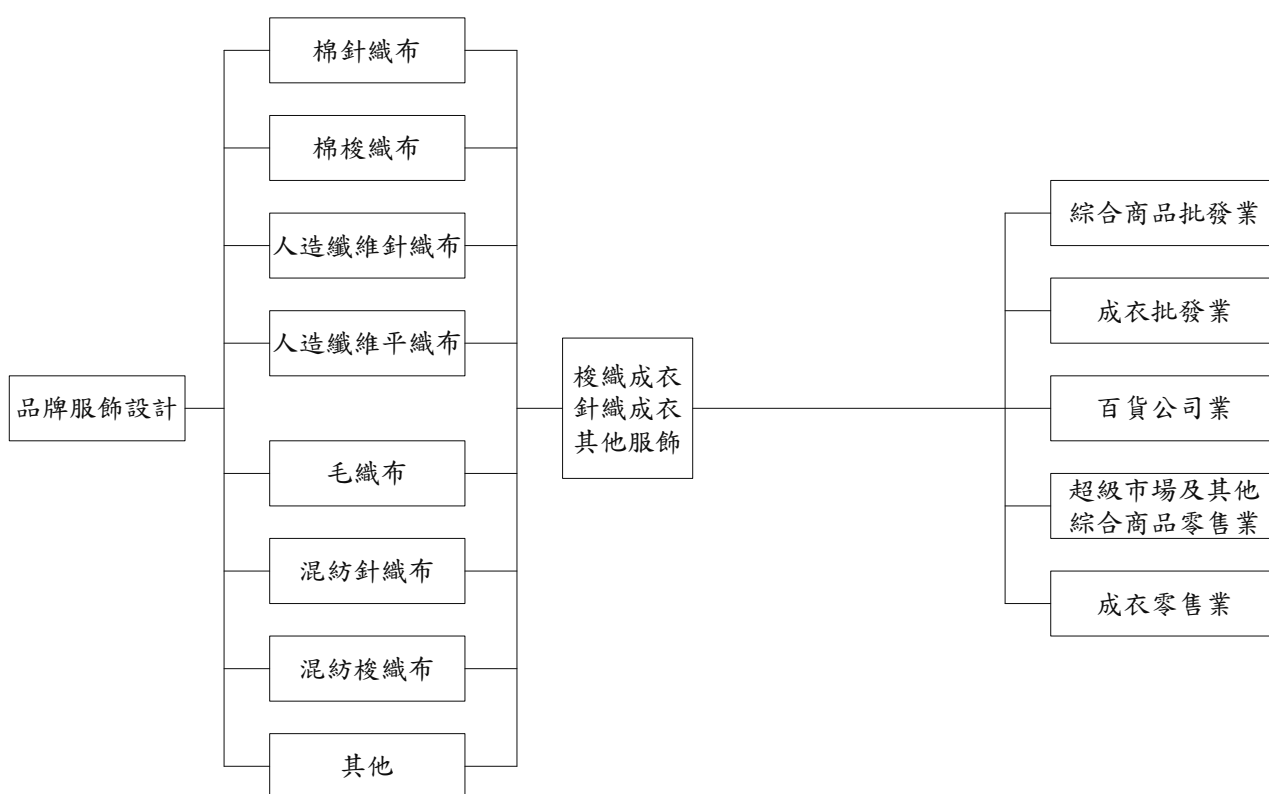 品牌服飾設計
棉針織布
棉梭織布
人造纖維針織布
人造纖維平織布
毛織布
混紡針織布
混紡梭織布
其他
梭織成衣
針織成衣
其他服飾
綜合商品批發業
成衣批發業
百貨公司業
超級市場及其他
綜合商品零售業
成衣零售業